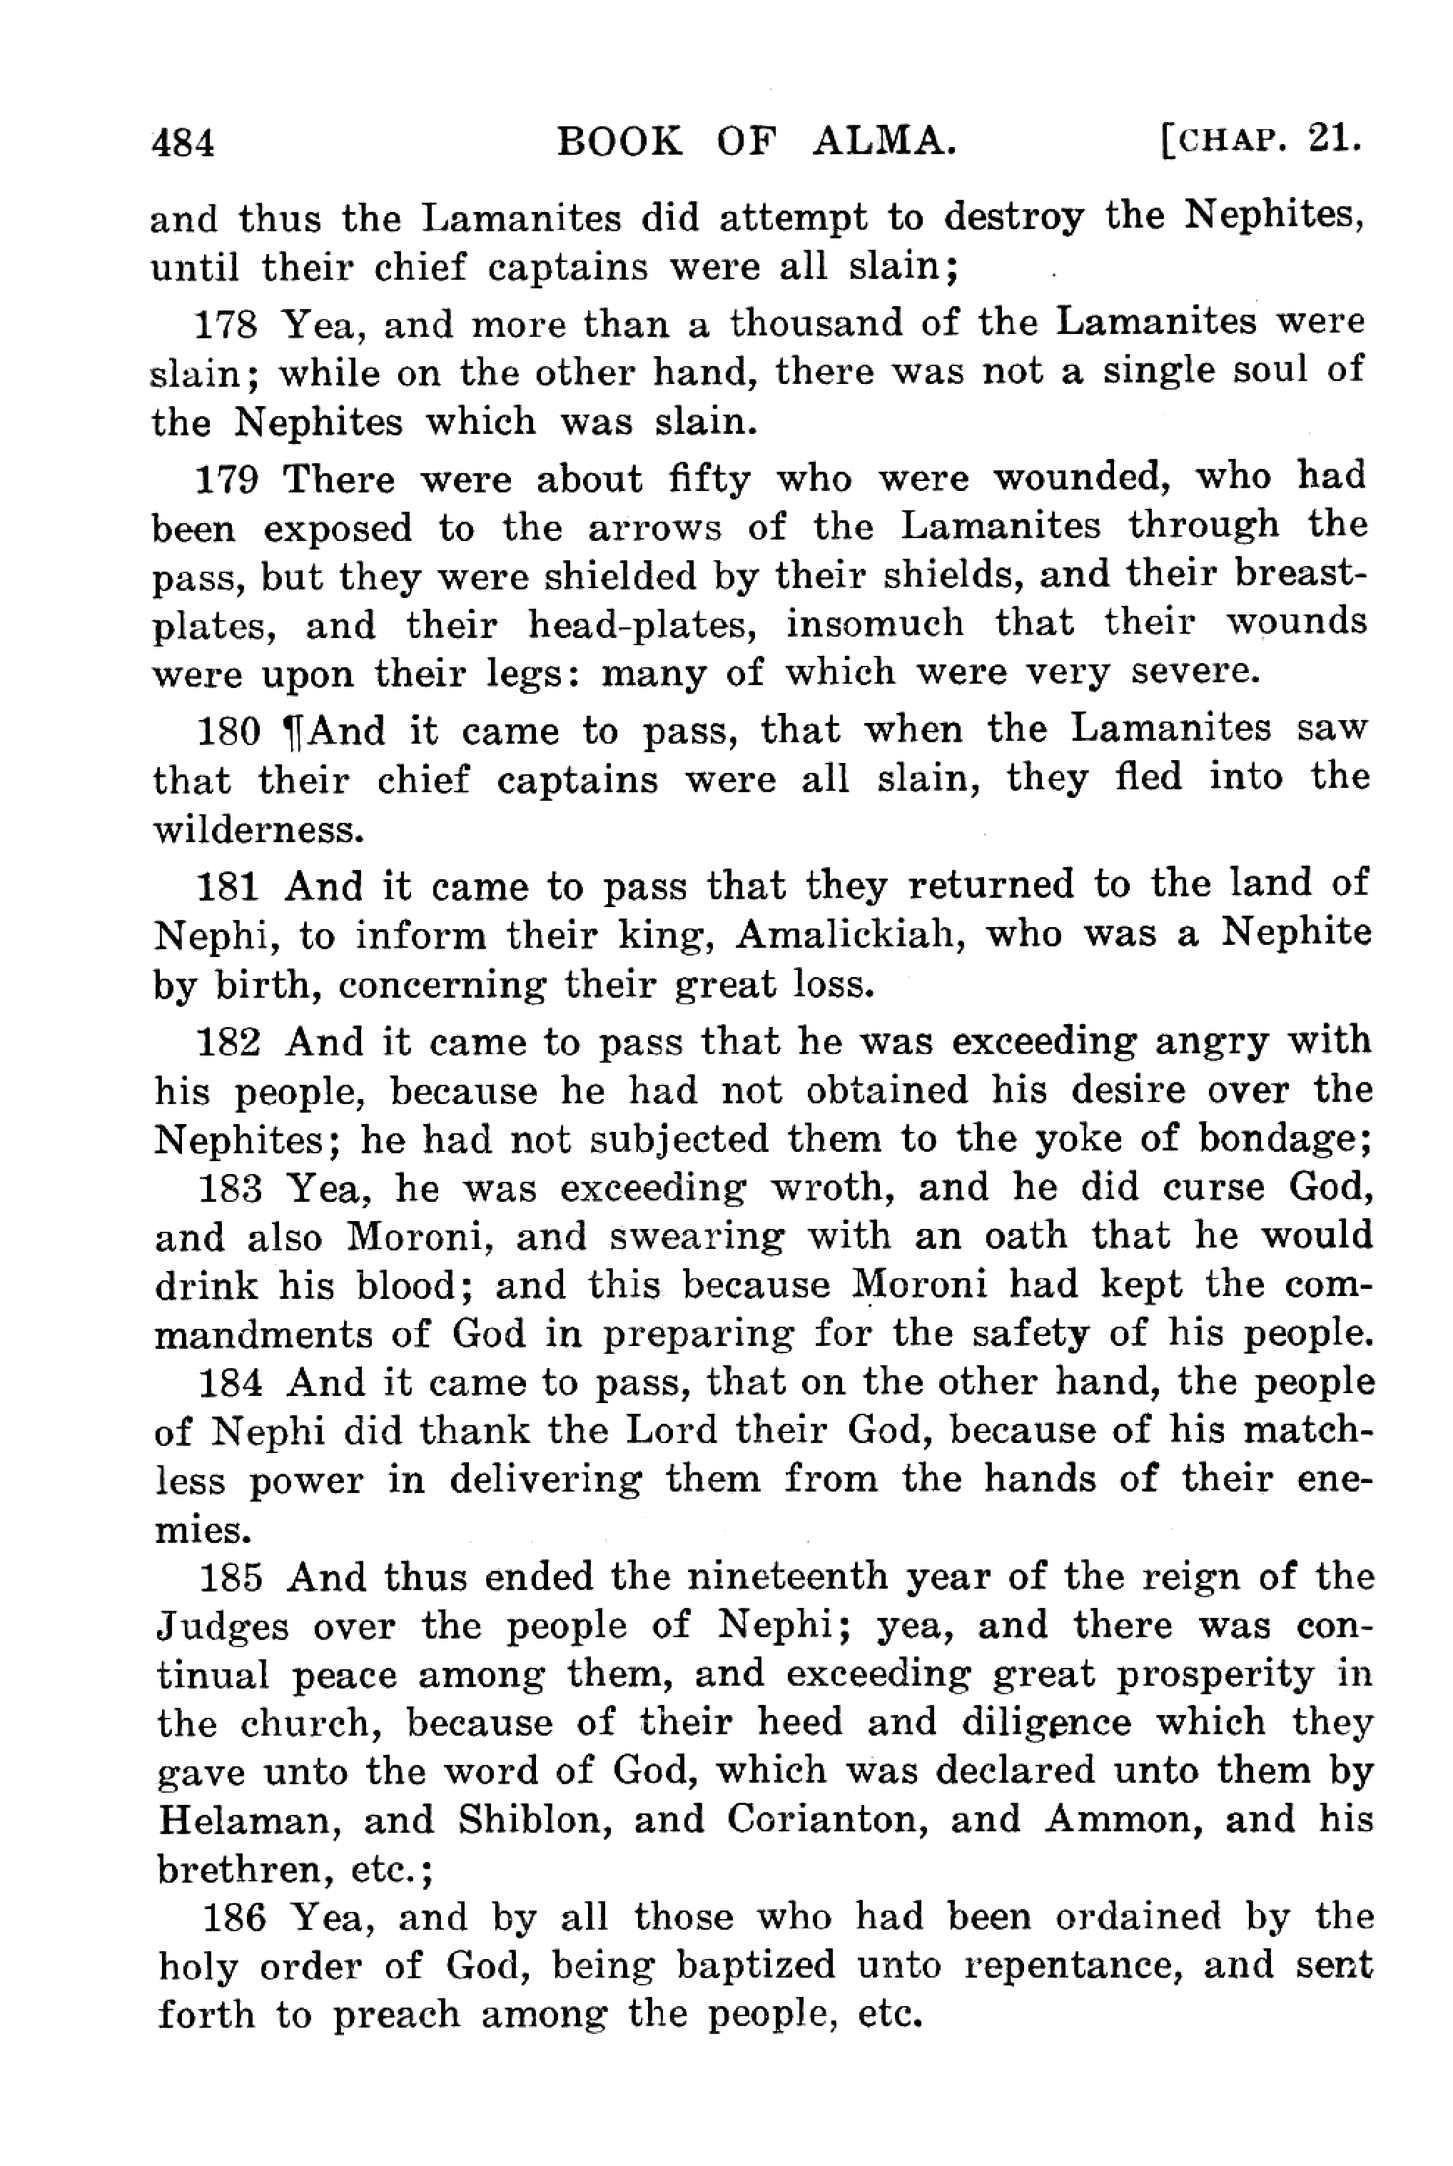 484 BOOK OF ALMA. [CHAP. 21.
and thus the Lamanites did attempt to destroy the Nephites,
until their chief captains were all slain;
178 Yea, and more than a thousand of the Lamanites were
slain; while on the other hand, there was not a single soul of
the Nephites which was slain.
179 There were about fifty who were wounded, who had
been exposed to the arrows of the Lamanites through the
pass, but they were shielded by their shields, and their breast-
plates, and their head-plates, insomuch that their wounds
were upon their legs: many of which were very severe.
180 ¶And it came to pass, that when the Lamanites saw
that their chief captains were all slain, they fled into the
wilderness.
181 And it came to pass that they returned to the land of
Nephi, to inform their king, Amalickiah, who was a Nephite
by birth, concerning their great loss.
182 And it came to pass that he was exceeding angry with
his people, because he had not obtained his desire over the
Nephites; he had not subjected them to the yoke of bondage;
183 Yea, he was exceeding wroth, and he did curse God,
and also Moroni, and swearing with an oath that he would
drink his blood; and this because Moroni had kept the com-
mandments of God in preparing for the safety of his people.
184 And it came to pass, that on the other hand, the people
of Nephi did thank the Lord their God, because of his match-
less power in delivering them from the hands of their ene-
mies.
185 And thus ended the nineteenth year of the reign of the
Judges over the people of Nephi; yea, and there was con-
tinual peace among them, and exceeding great prosperity in
the church, because of their heed and diligence which they
gave unto the word of God, which was declared unto them by
Helaman, and Shiblon, and Corianton, and Ammon, and his
brethren, etc.;
186 Yea, and by all those who had been ordained by the
holy order of God, being baptized unto repentance, and sent
forth to preach among the people, etc.